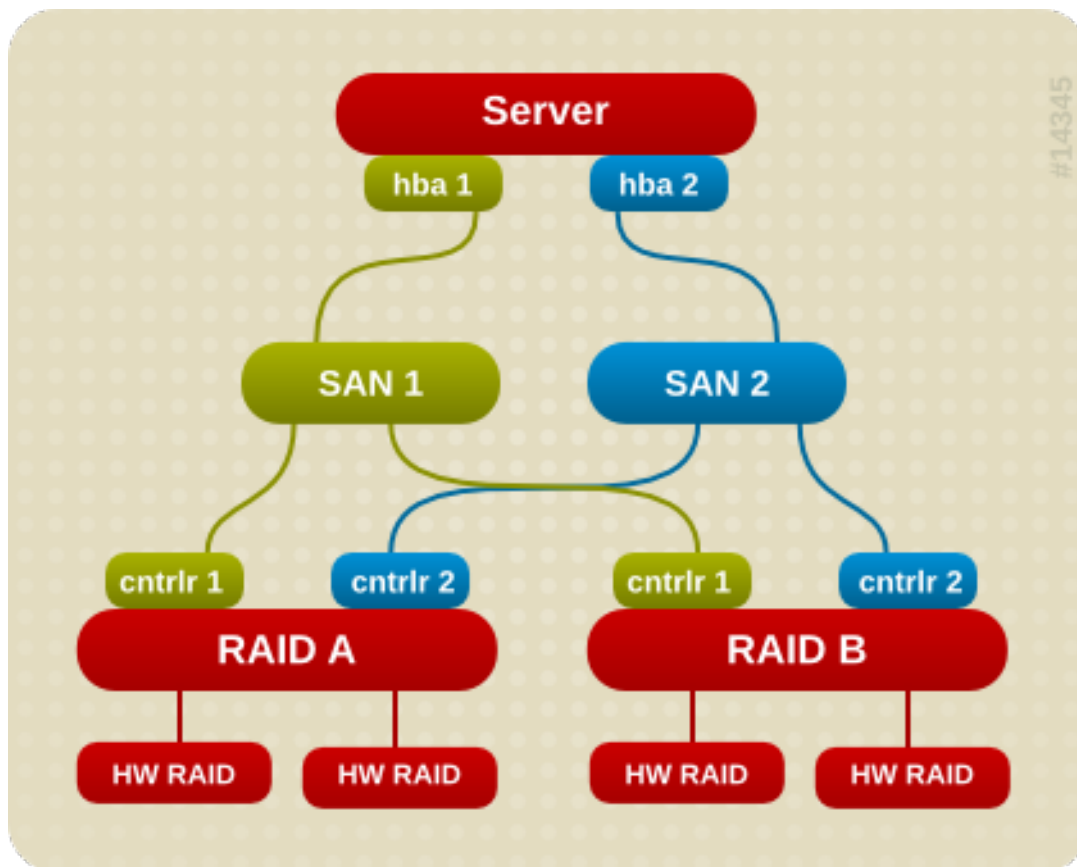 #14345
Server
hba 1
hba 2
SAN 1
SAN 2
cntrlr 1
cntrlr 2
cntrlr 1
cntrlr 2
RAID A
RAID B
HW RAID
HW RAID
HW RAID
HW RAID